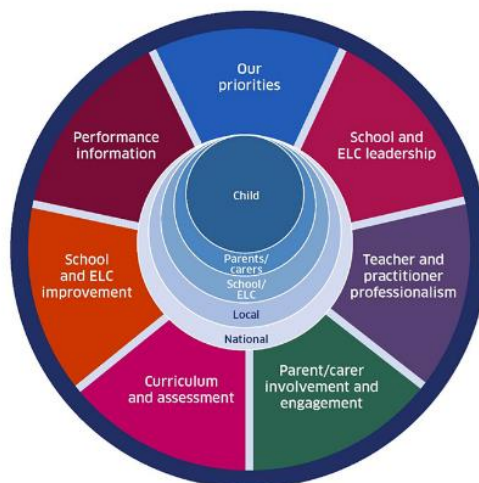 Our
priorities
School and
ELC leadership
Teacher and
practitioner
professionalism
Parent/carer
involvement and
engagement
Curriculum
and assessment
School
and ELC
improvement
Performance
information
Child
Parents/
carers
School/
ELC
Local
National